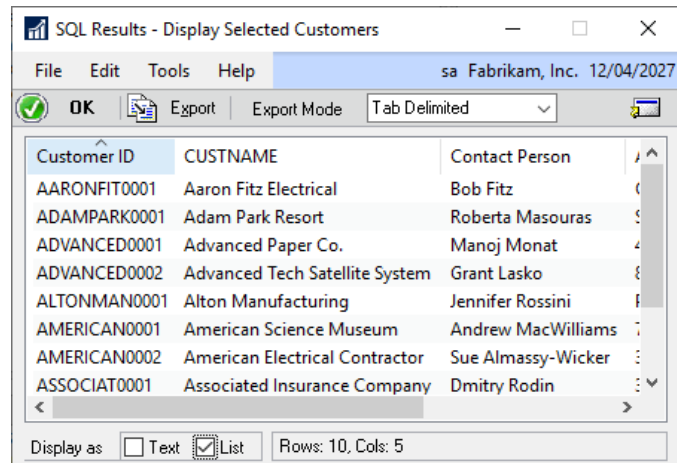 SQL Results - Display Selected Customers
File Edit Tools Help sa Fabrikam, Inc. 12/04/2027
OK Export Export Mode Tab Delimited
Customer ID CUSTNAME Contact Person
AARONFIT0001 Aaron Fitz Electrical Bob Fitz
ADAMPARK0001 Adam Park Resort Roberta Masouras
ADVANCED0001 Advanced Paper Co. Manoj Monat
ADVANCED0002 Advanced Tech Satellite System Grant Lasko
ALTONMAN0001 Alton Manufacturing Jennifer Rossini
AMERICAN0001 American Science Museum Andrew MacWilliams
AMERICAN0002 American Electrical Contractor Sue Almassy-Wicker
ASSOCIAT0001 Associated Insurance Company Dmitry Rodin
Display as Text List Rows: 10, Cols: 5